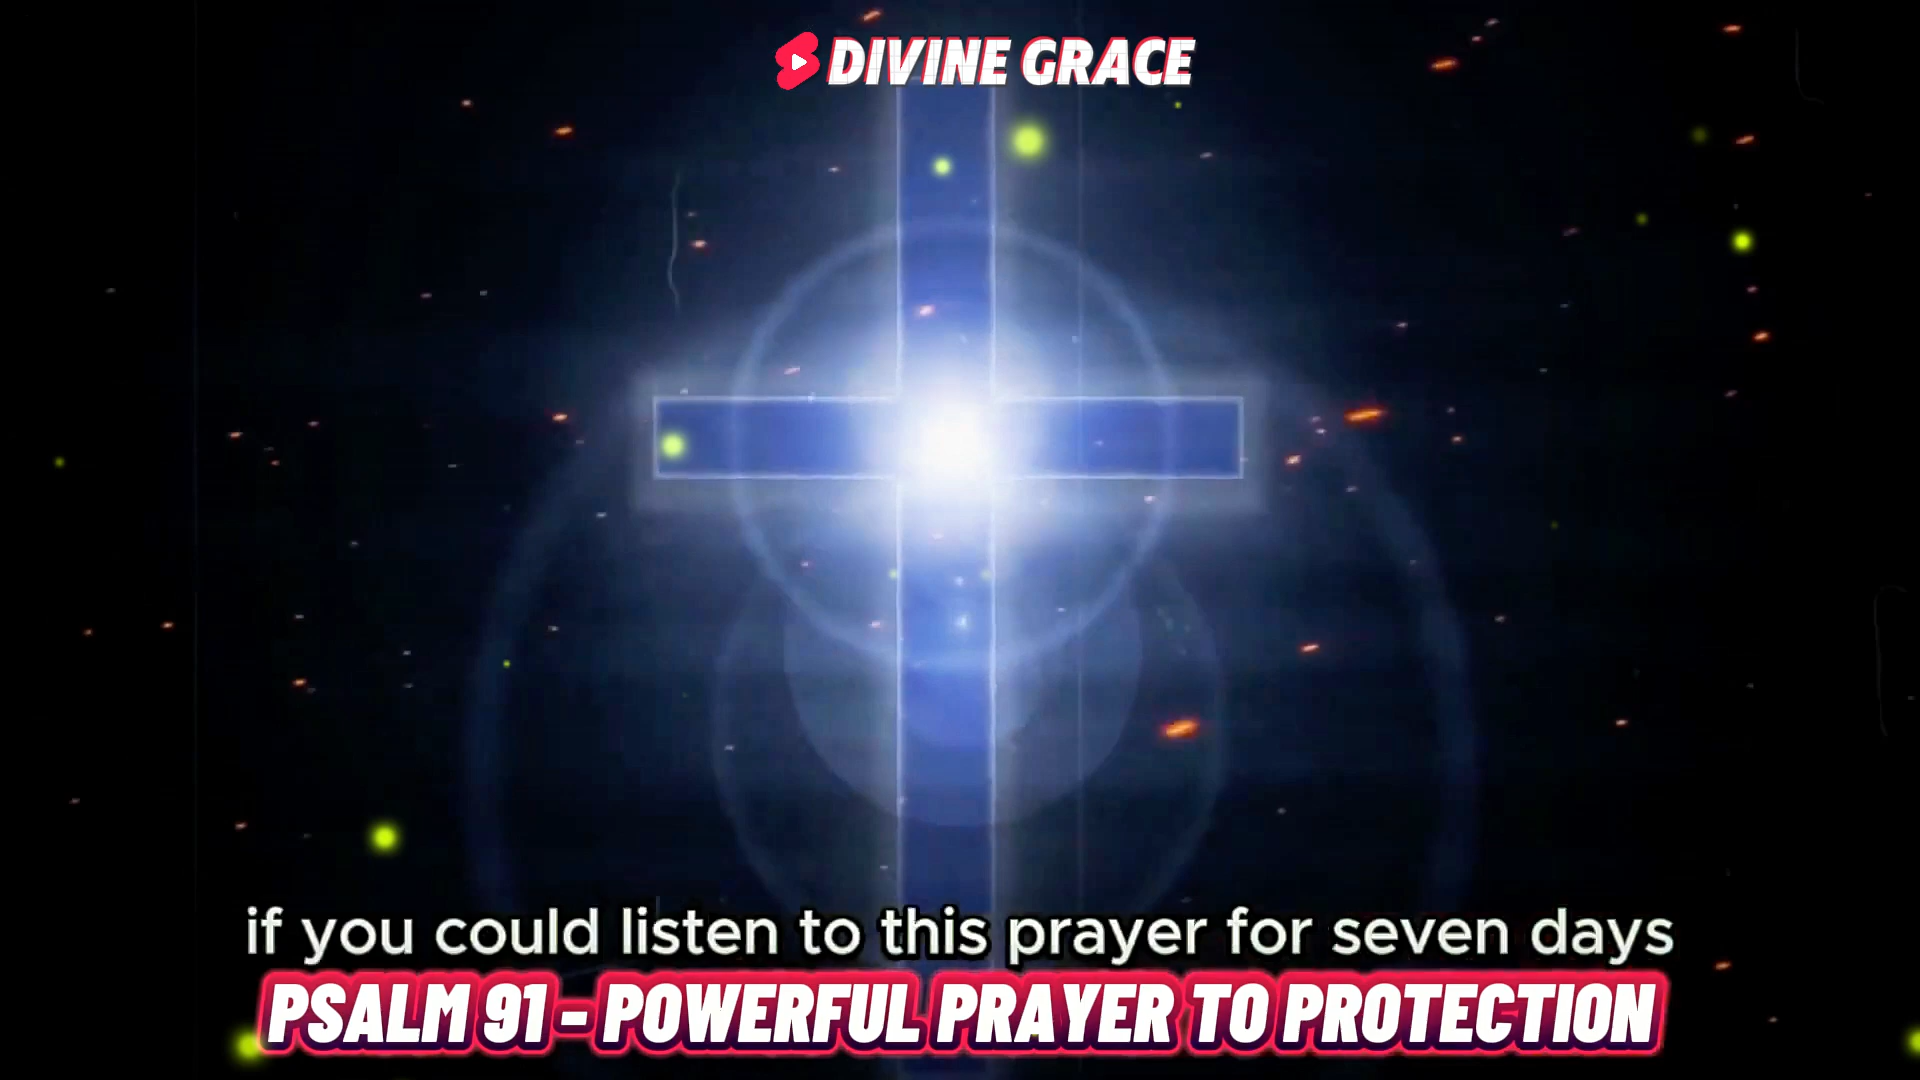 DIVINE GRACE
if you could listen to this prayer for seven days
PSALM 91 - POWERFUL PRAYER TO PROTECTION